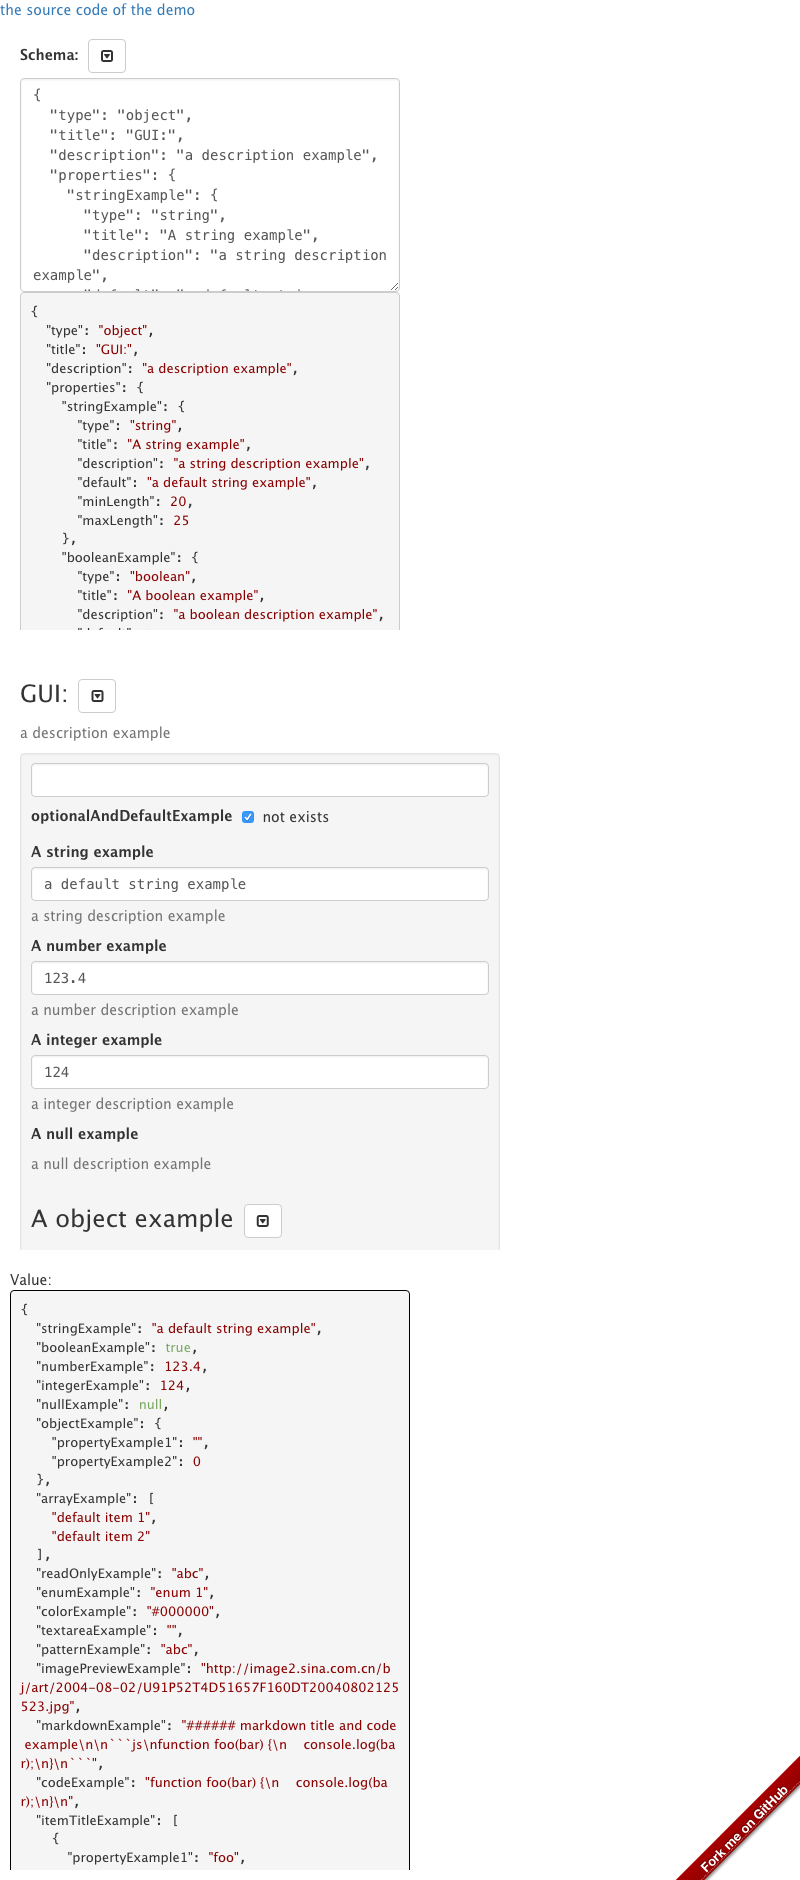 the source code of the demo
Schema:
{
  "type": "object",
  "title": "GUI:",
  "description": "a description example",
  "properties": {
    "stringExample": {
      "type": "string",
      "title": "A string example",
      "description": "a string description
example",
{
  "type": "object",
  "title": "GUI:",
  "description": "a description example",
  "properties": {
    "stringExample": {
      "type": "string",
      "title": "A string example",
      "description": "a string description example",
      "default": "a default string example",
      "minLength": 20,
      "maxLength": 25
    },
    "booleanExample": {
      "type": "boolean",
      "title": "A boolean example",
      "description": "a boolean description example",
GUI:
a description example
optionalAndDefaultExample not exists
A string example
a default string example
a string description example
A number example
123.4
a number description example
A integer example
124
a integer description example
A null example
a null description example
A object example
Value:
{
  "stringExample": "a default string example",
  "booleanExample": true,
  "numberExample": 123.4,
  "integerExample": 124,
  "nullExample": null,
  "objectExample": {
    "propertyExample1": "",
    "propertyExample2": 0
  },
  "arrayExample": [
    "default item 1",
    "default item 2"
  ],
  "readOnlyExample": "abc",
  "enumExample": "enum 1",
  "colorExample": "#000000",
  "textareaExample": "",
  "patternExample": "abc",
  "imagePreviewExample": "http://image2.sina.com.cn/b
j/art/2004-08-02/U91P52T4D51657F160DT20040802125
523.jpg",
  "markdownExample": "###### markdown title and code
 example\n\n```js\nfunction foo(bar) {\n    console.log(ba
r);\n}\n```",
  "codeExample": "function foo(bar) {\n    console.log(ba
r);\n}\n",
  "itemTitleExample": [
    {
      "propertyExample1": "foo",
Fork me on GitHub